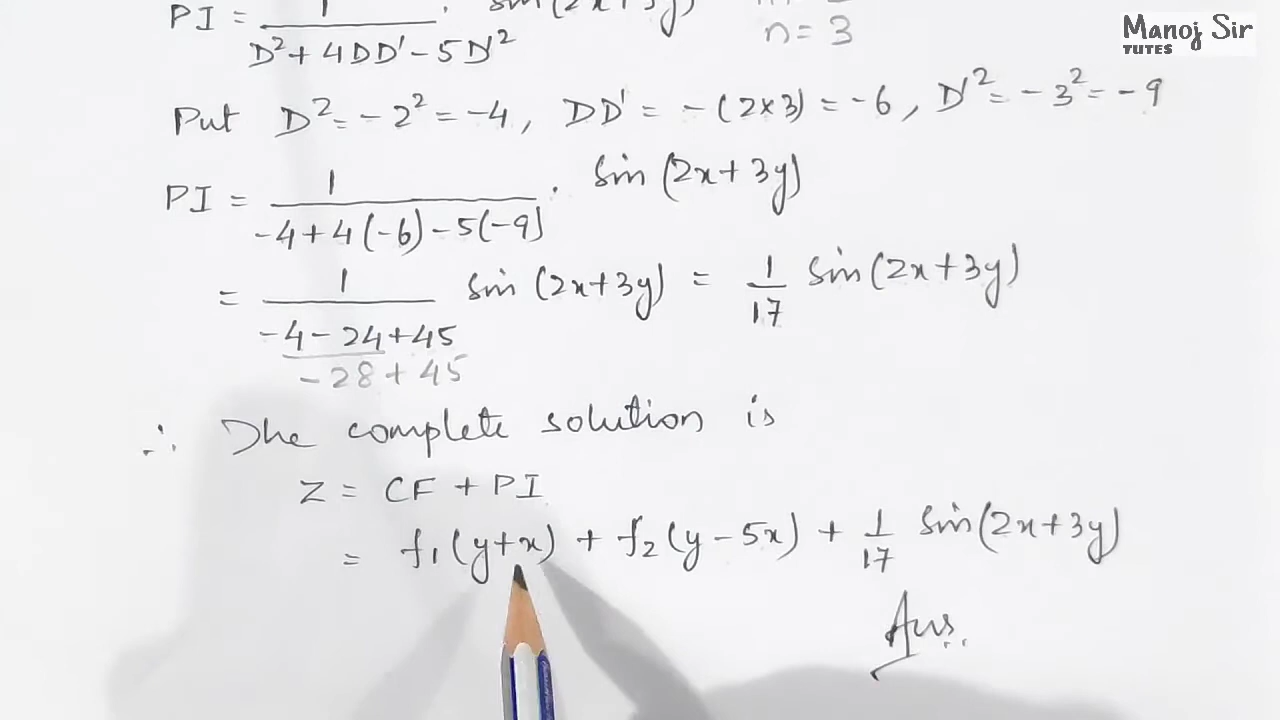 Manoj Sir
TUTES
PI = 1/(D²+4DD'-5D'²) . sin(2x+3y)
n = 3
Put D² = -2² = -4, DD' = -(2×3) = -6, D'² = -3² = -9
PI = 1/(-4+4(-6)-5(-9)) . sin(2x+3y)
= 1/(-4-24+45) sin(2x+3y) = 1/17 sin(2x+3y)
-28+45
∴ The complete solution is
Z = CF + PI
= f₁(y+x) + f₂(y-5x) + 1/17 sin(2x+3y)
Ans.